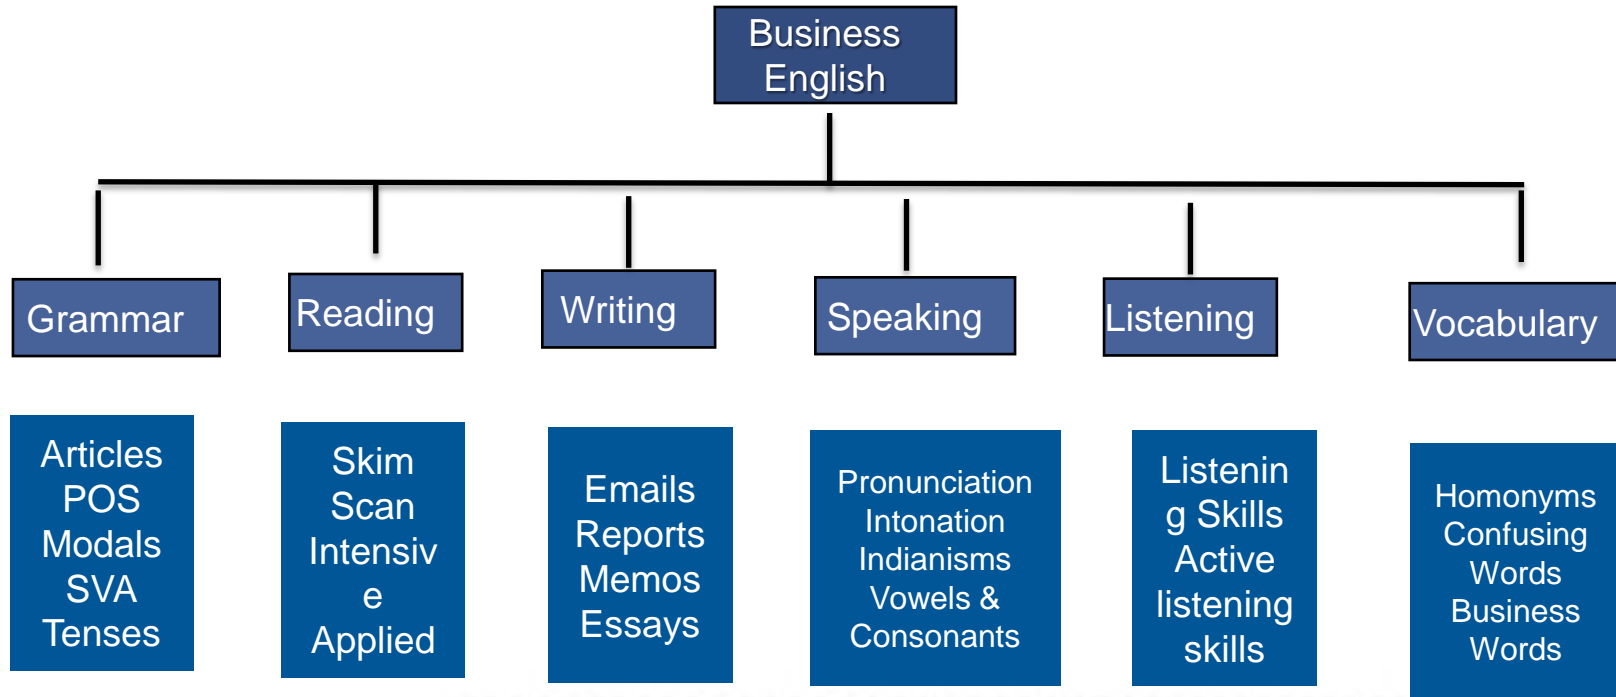 Business
English
Grammar
Reading
Writing
Speaking
Listening
Vocabulary
Articles
POS
Modals
SVA
Tenses
Skim
Scan
Intensiv
e
Applied
Emails
Reports
Memos
Essays
Pronunciation
Intonation
Indianisms
Vowels &
Consonants
Listenin
g Skills
Active
listening
skills
Homonyms
Confusing
Words
Business
Words